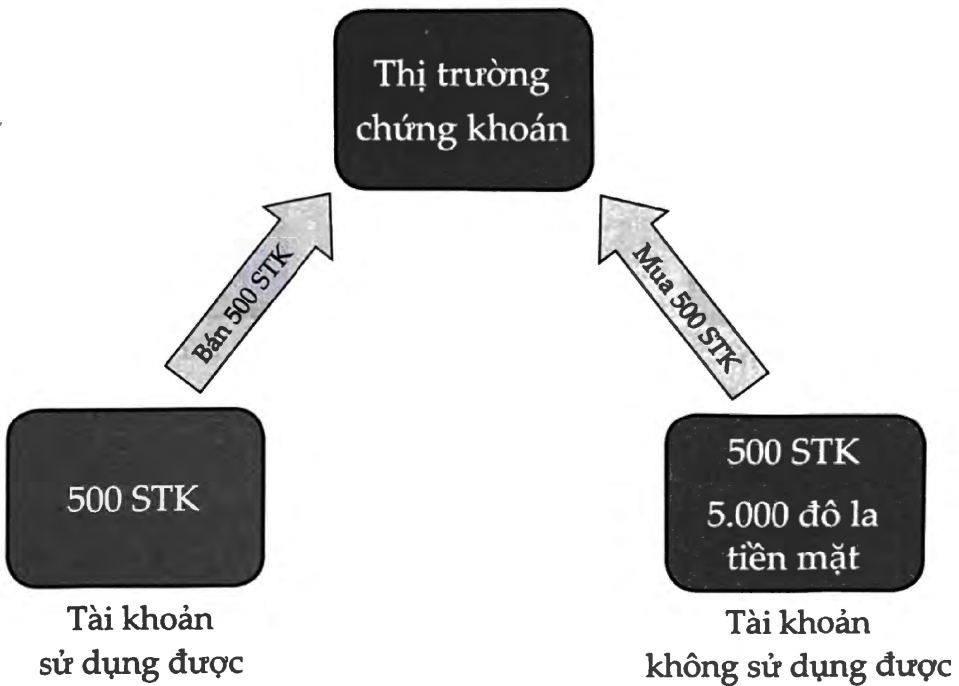 Thị trường
chứng khoán
Bán 500 STK
Mua 500 STK
500 STK
500 STK
5.000 đô la
tiền mặt
Tài khoản
sử dụng được
Tài khoản
không sử dụng được